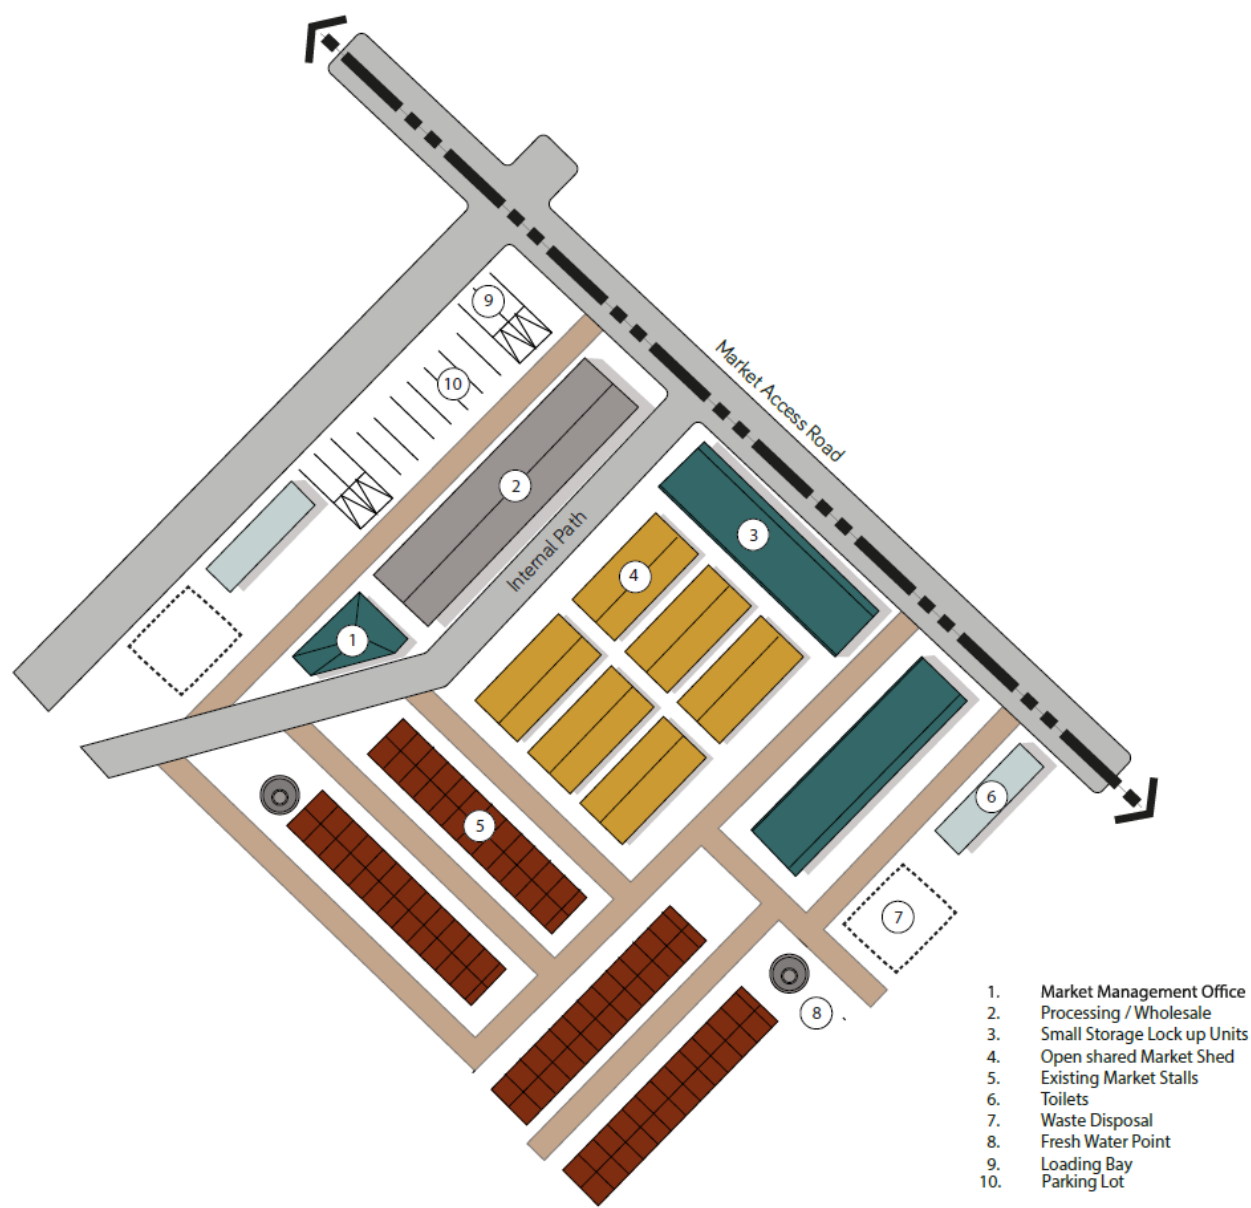 9
10
Market Access Road
2
3
Internal Path
4
1
6
5
7
8
1. Market Management Office
2. Processing / Wholesale
3. Small Storage Lock up Units
4. Open shared Market Shed
5. Existing Market Stalls
6. Toilets
7. Waste Disposal
8. Fresh Water Point
9. Loading Bay
10. Parking Lot